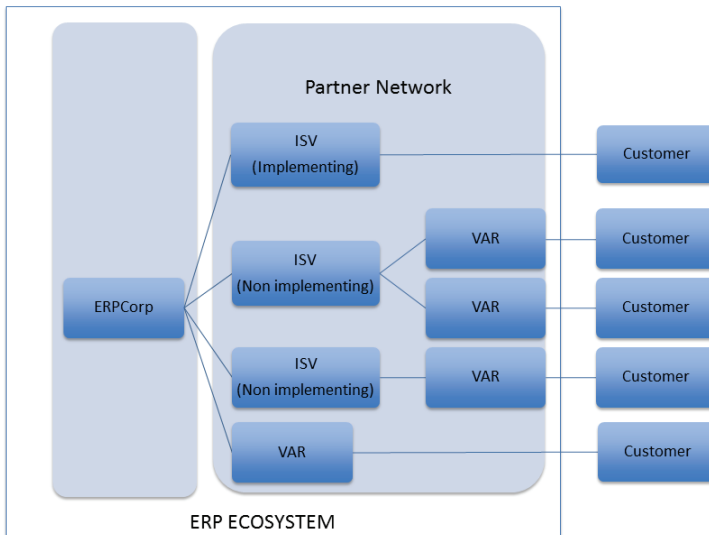 Partner Network
ISV
(Implementing)
Customer
ISV
(Non implementing)
VAR
Customer
ERPCorp
VAR
Customer
ISV
(Non implementing)
VAR
Customer
VAR
Customer
ERP ECOSYSTEM